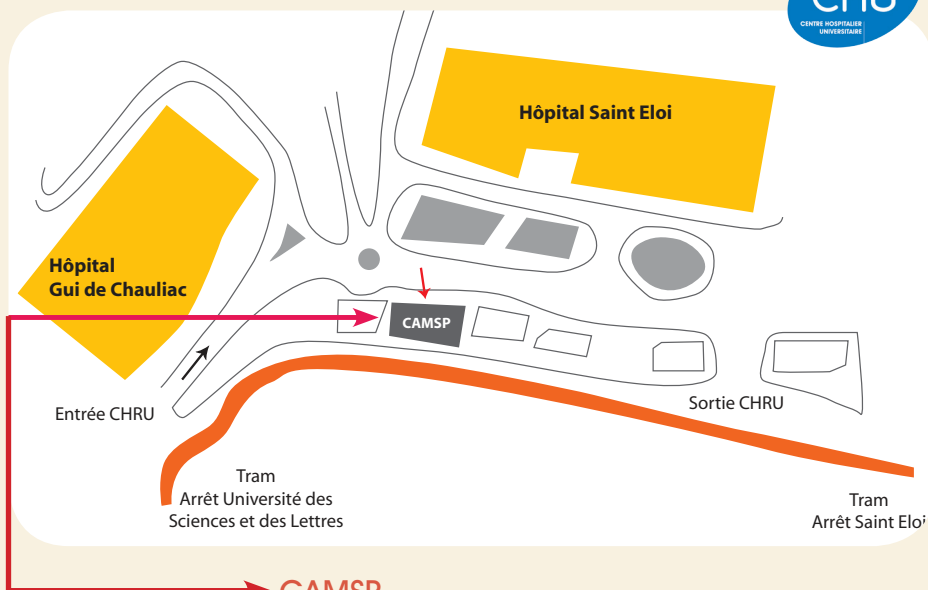 CHU
CENTRE HOSPITALIER
UNIVERSITAIRE
Hôpital Saint Eloi
Hôpital
Gui de Chauliac
CAMSP
Entrée CHRU
Sortie CHRU
Tram
Arrêt Université des
Sciences et des Lettres
Tram
Arrêt Saint Eloi
CAMSP